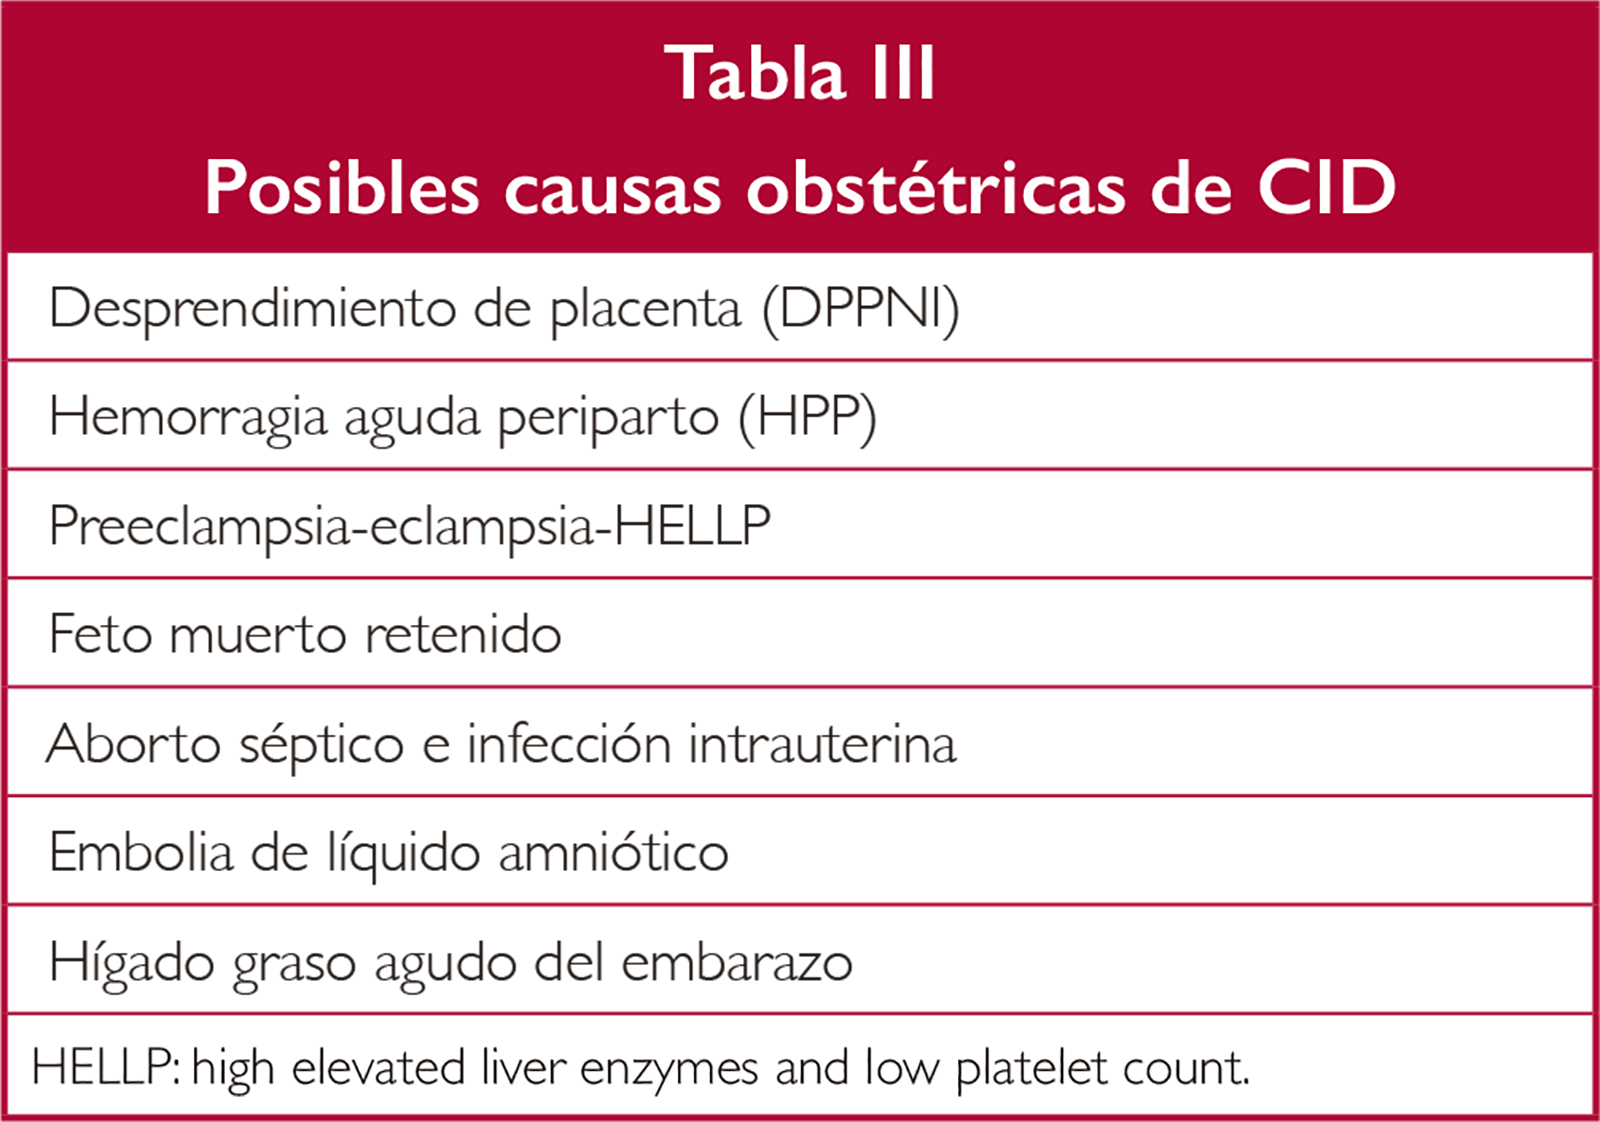 Tabla III
Posibles causas obstétricas de CID
Desprendimiento de placenta (DPPNI)
Hemorragia aguda periparto (HPP)
Preeclampsia-eclampsia-HELLP
Feto muerto retenido
Aborto séptico e infección intrauterina
Embolia de líquido amniótico
Hígado graso agudo del embarazo
HELLP: high elevated liver enzymes and low platelet count.